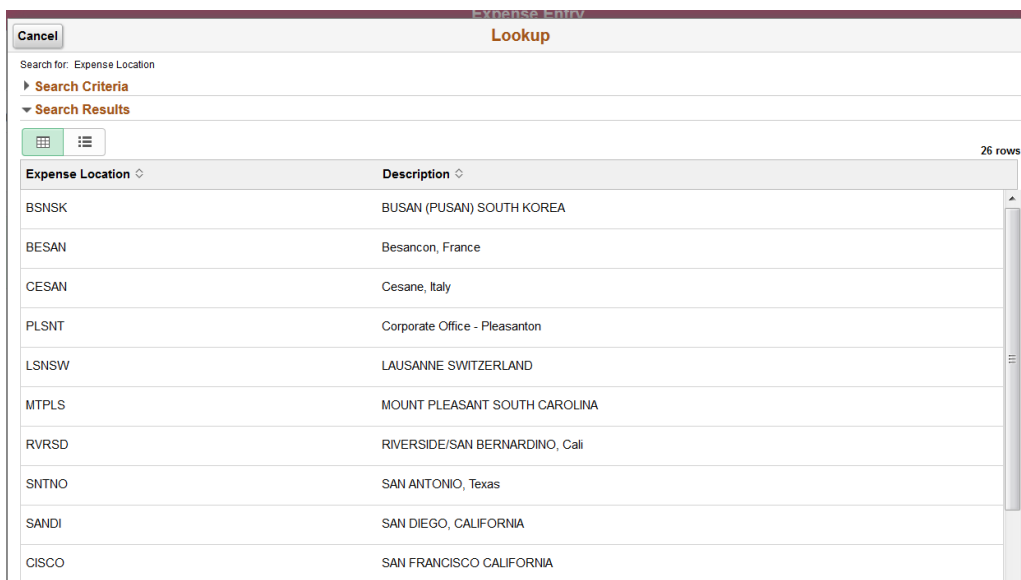 Expense Entry
Cancel
Lookup
Search for: Expense Location
Search Criteria
Search Results
26 rows
Expense Location Description
BSNSK BUSAN (PUSAN) SOUTH KOREA
BESAN Besancon, France
CESAN Cesane, Italy
PLSNT Corporate Office - Pleasanton
LSNSW LAUSANNE SWITZERLAND
MTPLS MOUNT PLEASANT SOUTH CAROLINA
RVRSD RIVERSIDE/SAN BERNARDINO, Cali
SNTNO SAN ANTONIO, Texas
SANDI SAN DIEGO, CALIFORNIA
CISCO SAN FRANCISCO CALIFORNIA